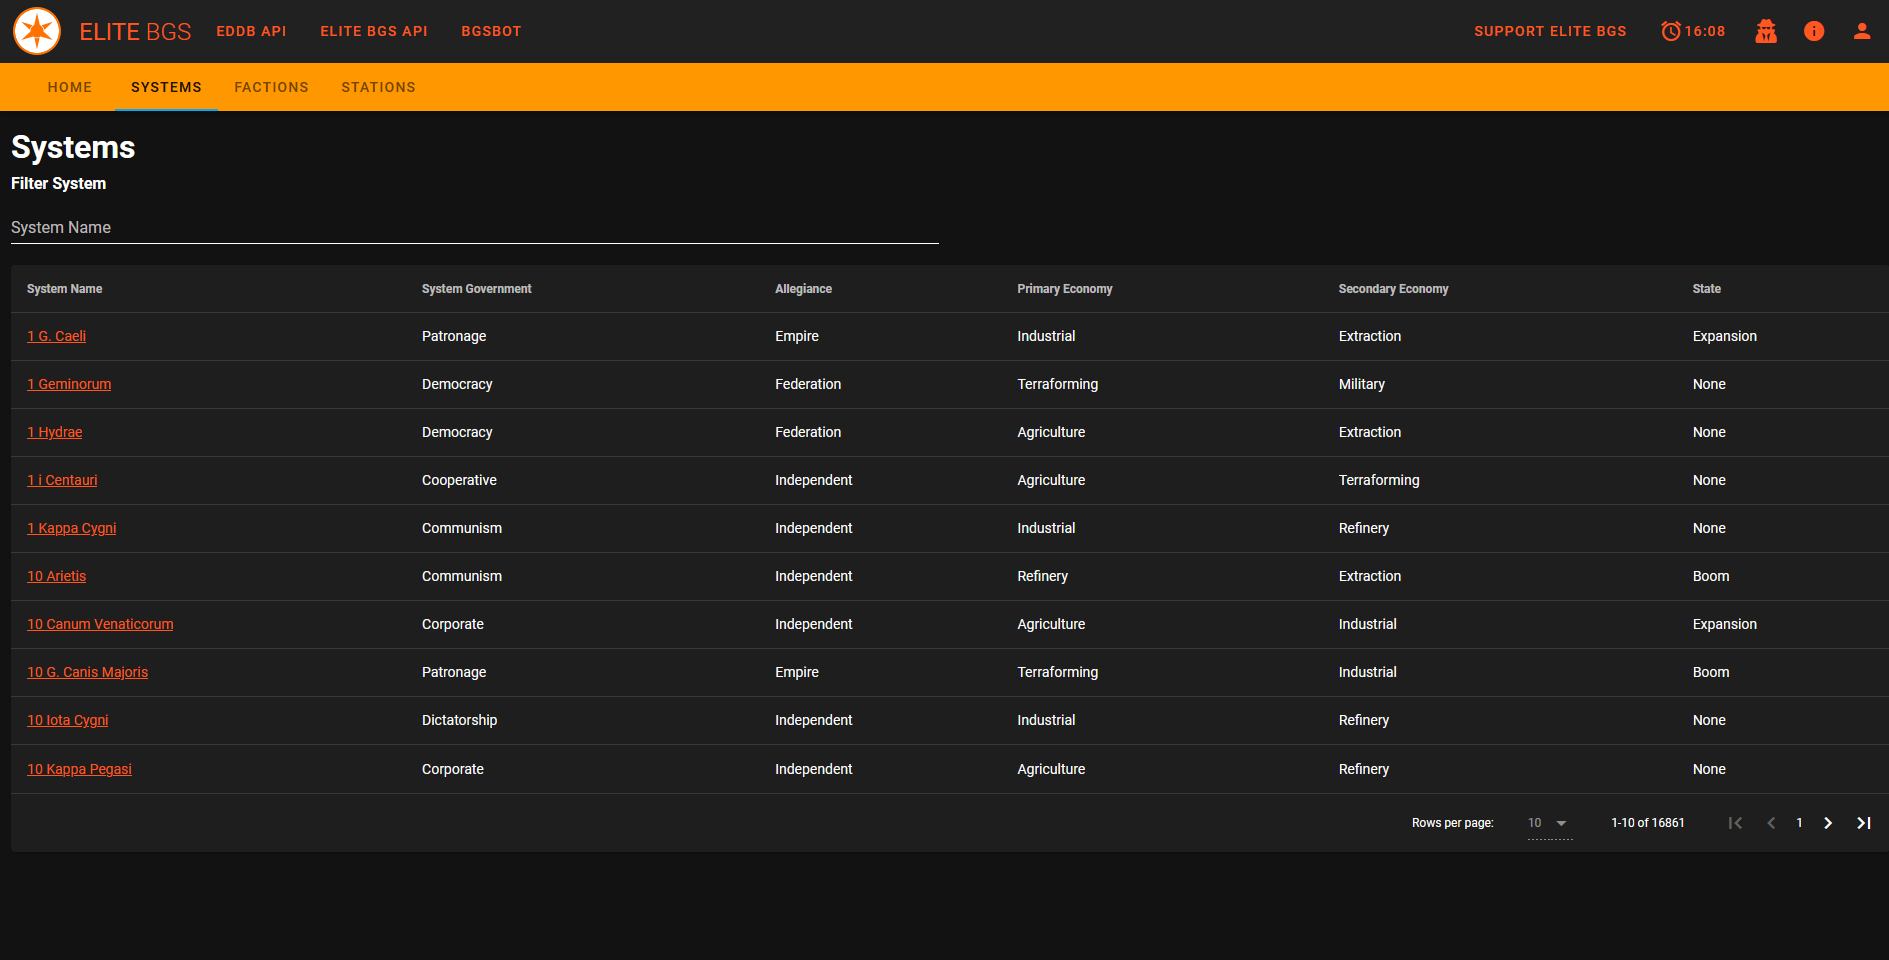 ELITE BGS EDDB API ELITE BGS API BGSBOT SUPPORT ELITE BGS 16:08
HOME SYSTEMS FACTIONS STATIONS
Systems
Filter System
System Name
System Name System Government Allegiance Primary Economy Secondary Economy State
1 G. Caeli Patronage Empire Industrial Extraction Expansion
1 Geminorum Democracy Federation Terraforming Military None
1 Hydrae Democracy Federation Agriculture Extraction None
1 i Centauri Cooperative Independent Agriculture Terraforming None
1 Kappa Cygni Communism Independent Industrial Refinery None
10 Arietis Communism Independent Refinery Extraction Boom
10 Canum Venaticorum Corporate Independent Agriculture Industrial Expansion
10 G. Canis Majoris Patronage Empire Terraforming Industrial Boom
10 Iota Cygni Dictatorship Independent Industrial Refinery None
10 Kappa Pegasi Corporate Independent Agriculture Refinery None
Rows per page: 10 1-10 of 16861 1